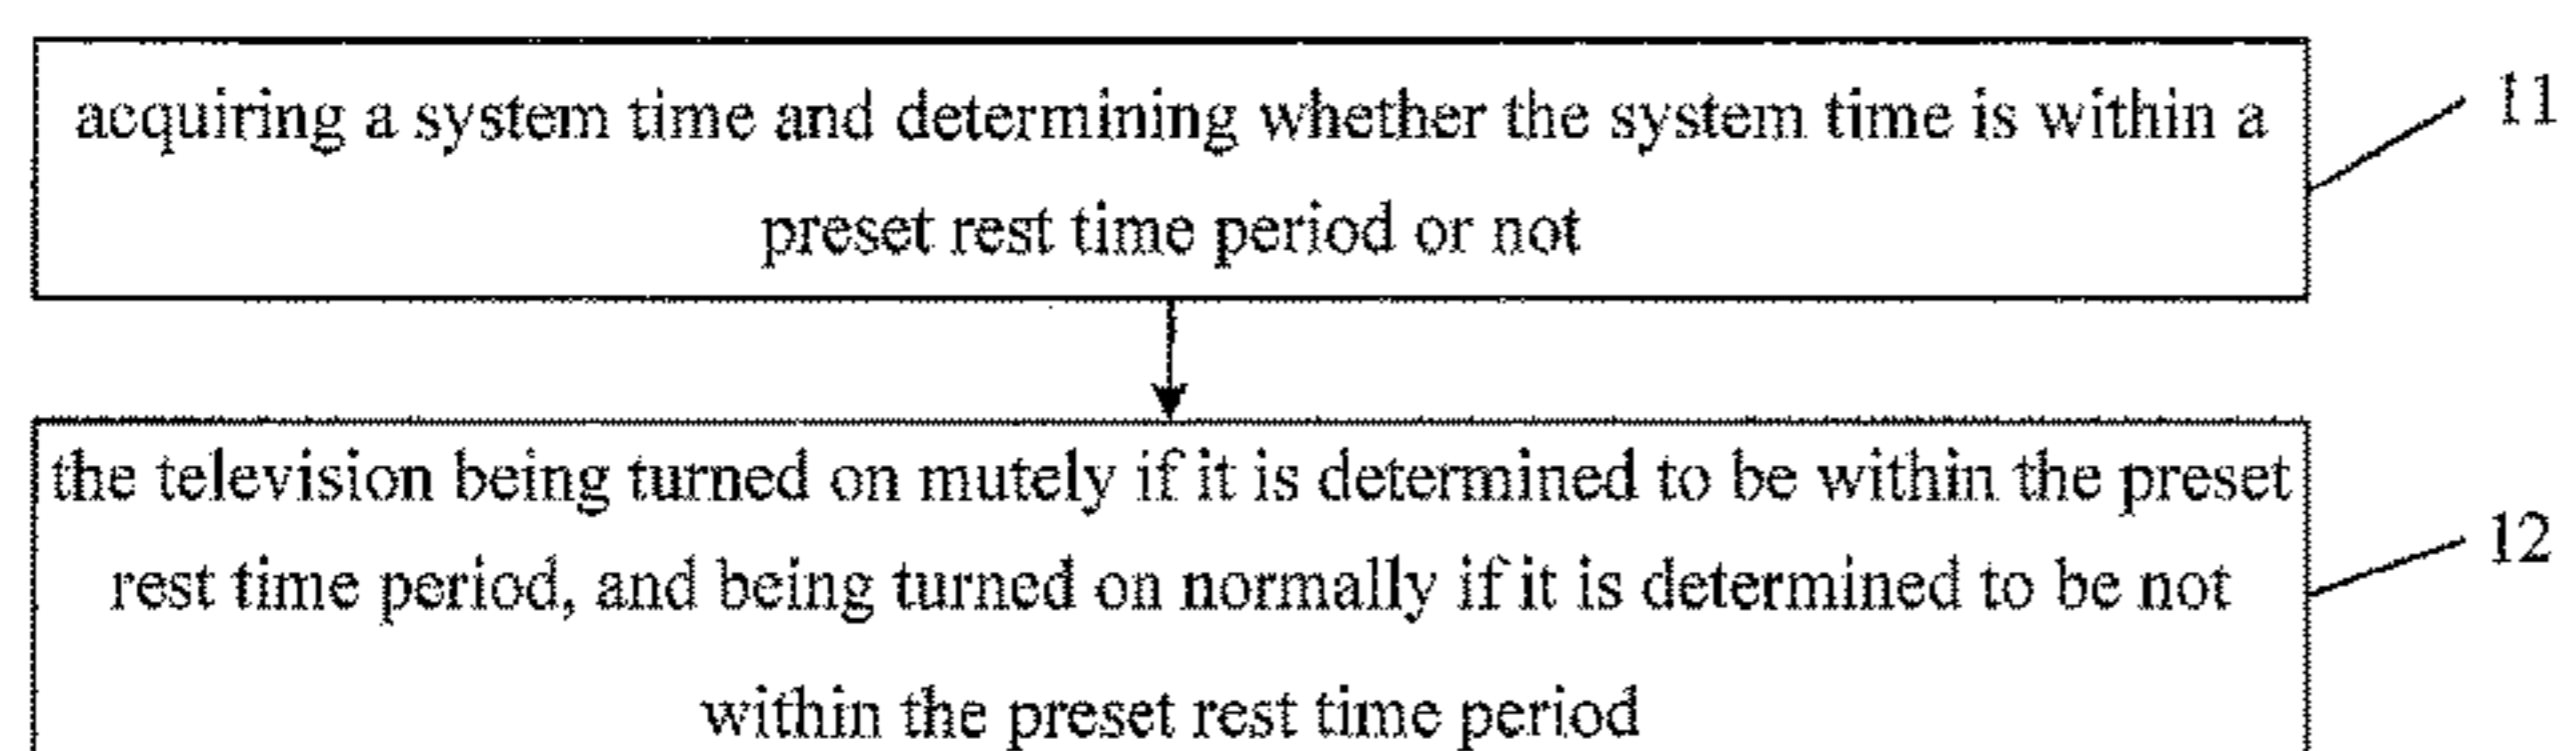 acquiring a system time and determining whether the system time is within a
preset rest time period or not
11
the television being turned on mutely if it is determined to be within the preset
rest time period, and being turned on normally if it is determined to be not
within the preset rest time period
12